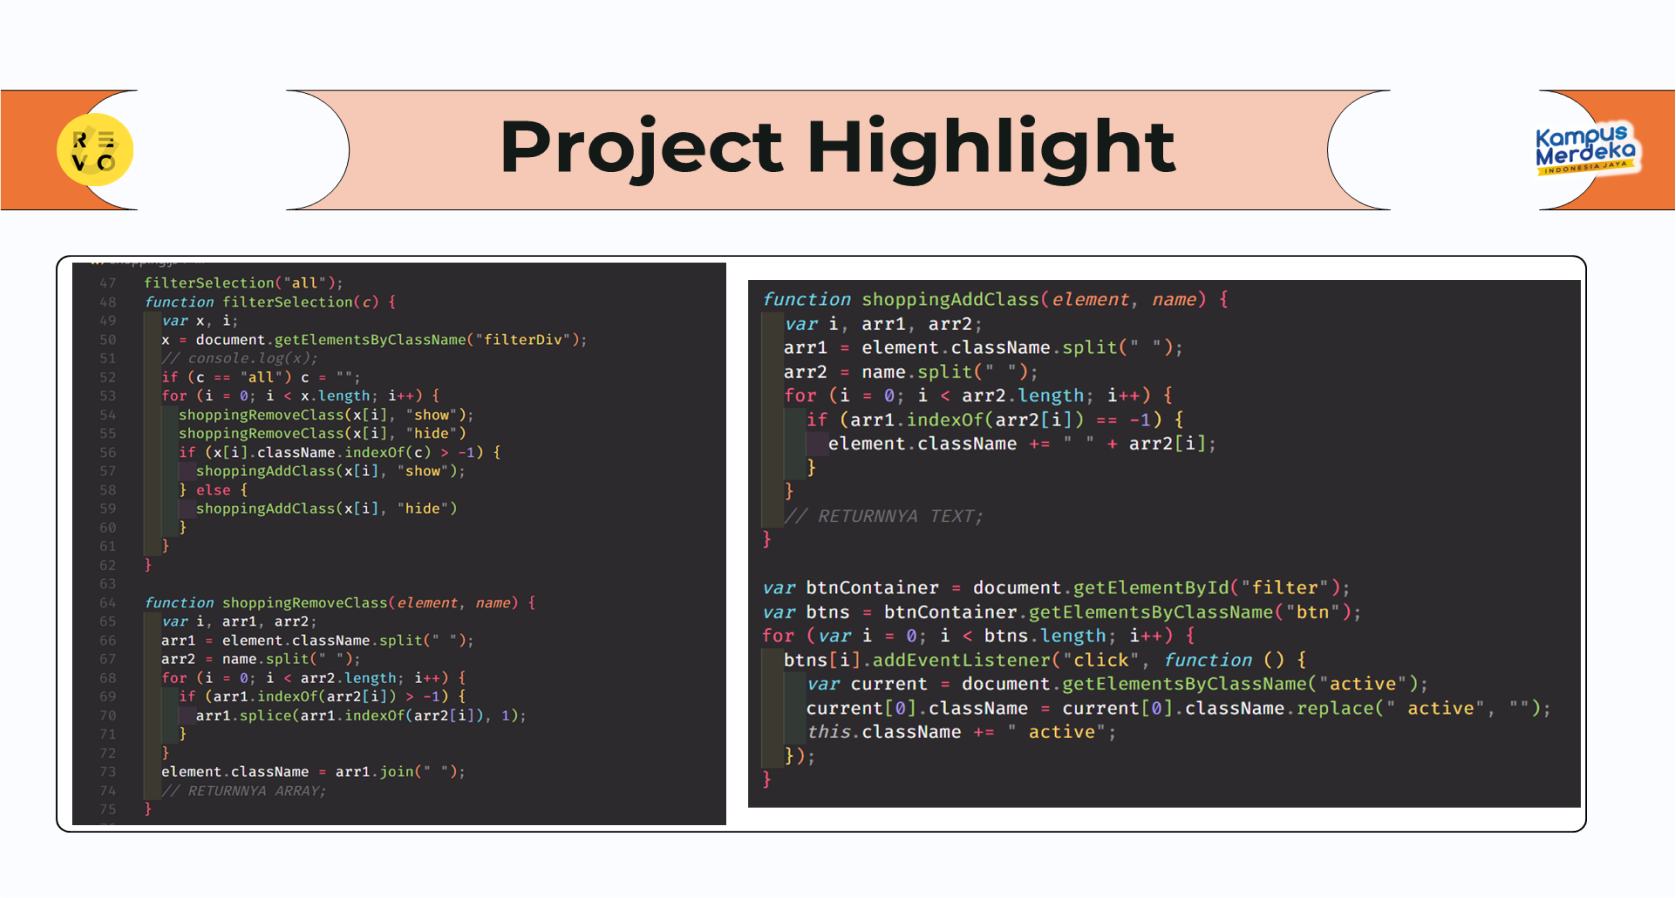 Project Highlight
R E
V O
Kampus
Merdeka
INDONESIA JAYA
47 filterSelection("all");
48 function filterSelection(c) {
49 var x, i;
50 x = document.getElementsByClassName("filterDiv");
51 // console.log(x);
52 if (c == "all") c = "";
53 for (i = 0; i < x.length; i++) {
54 shoppingRemoveClass(x[i], "show");
55 shoppingRemoveClass(x[i], "hide")
56 if (x[i].className.indexOf(c) > -1) {
57 shoppingAddClass(x[i], "show");
58 } else {
59 shoppingAddClass(x[i], "hide")
60 }
61 }
62 }
63
64 function shoppingRemoveClass(element, name) {
65 var i, arr1, arr2;
66 arr1 = element.className.split(" ");
67 arr2 = name.split(" ");
68 for (i = 0; i < arr2.length; i++) {
69 if (arr1.indexOf(arr2[i]) > -1) {
70 arr1.splice(arr1.indexOf(arr2[i]), 1);
71 }
72 }
73 element.className = arr1.join(" ");
74 // RETURNNYA ARRAY;
75 }
function shoppingAddClass(element, name) {
var i, arr1, arr2;
arr1 = element.className.split(" ");
arr2 = name.split(" ");
for (i = 0; i < arr2.length; i++) {
if (arr1.indexOf(arr2[i]) == -1) {
element.className += " " + arr2[i];
}
}
// RETURNNYA TEXT;
}
var btnContainer = document.getElementById("filter");
var btns = btnContainer.getElementsByClassName("btn");
for (var i = 0; i < btns.length; i++) {
btns[i].addEventListener("click", function () {
var current = document.getElementsByClassName("active");
current[0].className = current[0].className.replace(" active", "");
this.className += " active";
});
}